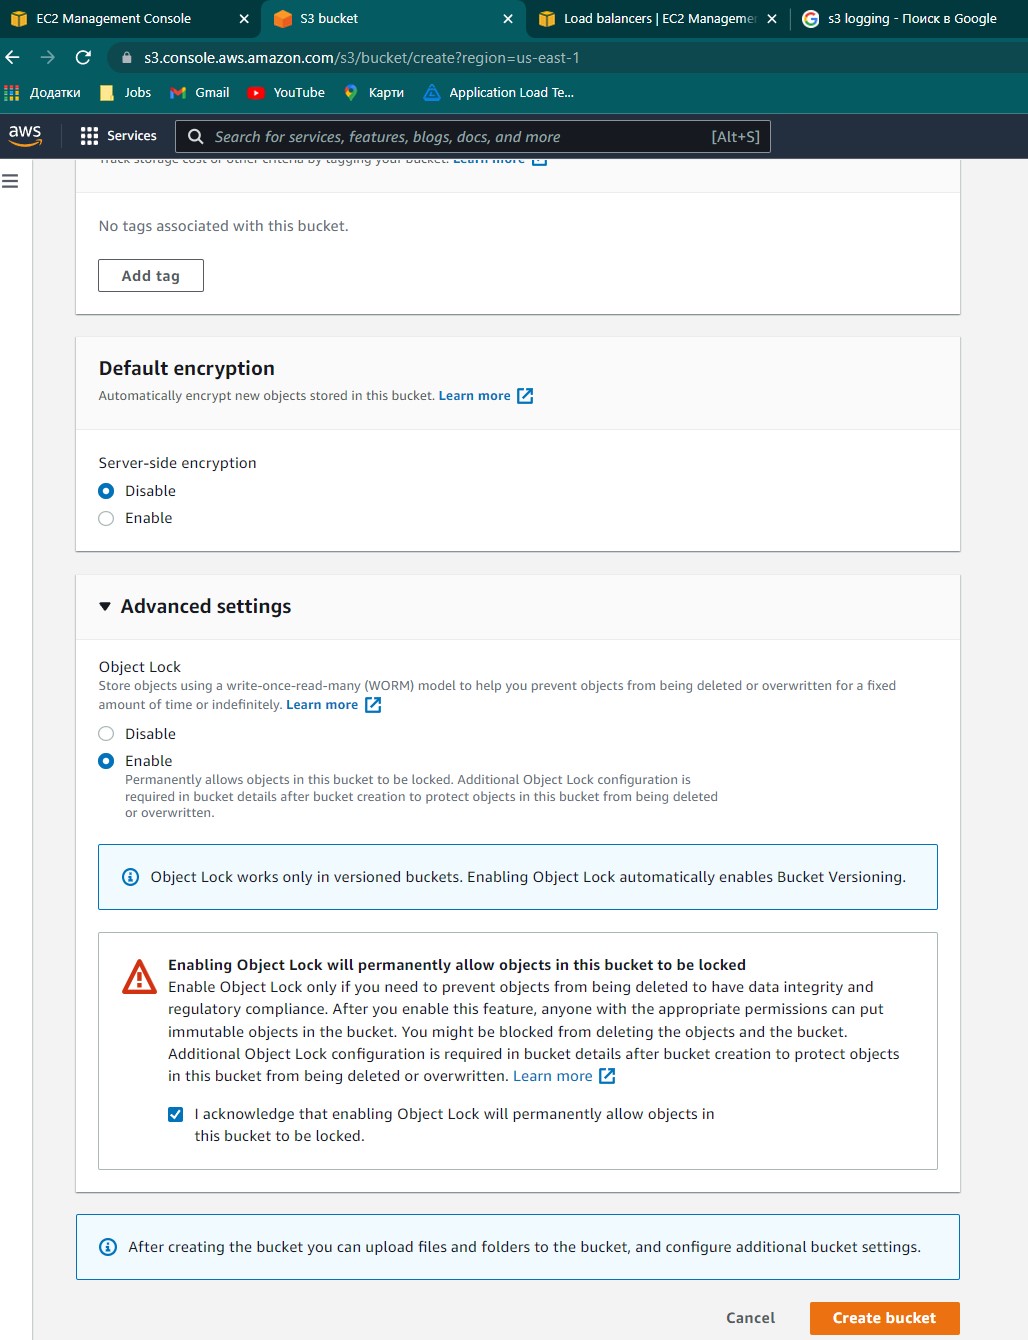 EC2 Management Console
S3 bucket
Load balancers | EC2 Manageme
s3 logging - Поиск в Google
s3.console.aws.amazon.com/s3/bucket/create?region=us-east-1
Додатки
Jobs
Gmail
YouTube
Карти
Application Load Te...
aws
Services
Search for services, features, blogs, docs, and more
[Alt+S]
Track storage cost or other criteria by tagging your bucket. Learn more
No tags associated with this bucket.
Add tag
Default encryption
Automatically encrypt new objects stored in this bucket. Learn more
Server-side encryption
Disable
Enable
Advanced settings
Object Lock
Store objects using a write-once-read-many (WORM) model to help you prevent objects from being deleted or overwritten for a fixed
amount of time or indefinitely. Learn more
Disable
Enable
Permanently allows objects in this bucket to be locked. Additional Object Lock configuration is
required in bucket details after bucket creation to protect objects in this bucket from being deleted
or overwritten.
Object Lock works only in versioned buckets. Enabling Object Lock automatically enables Bucket Versioning.
Enabling Object Lock will permanently allow objects in this bucket to be locked
Enable Object Lock only if you need to prevent objects from being deleted to have data integrity and
regulatory compliance. After you enable this feature, anyone with the appropriate permissions can put
immutable objects in the bucket. You might be blocked from deleting the objects and the bucket.
Additional Object Lock configuration is required in bucket details after bucket creation to protect objects
in this bucket from being deleted or overwritten. Learn more
I acknowledge that enabling Object Lock will permanently allow objects in
this bucket to be locked.
After creating the bucket you can upload files and folders to the bucket, and configure additional bucket settings.
Cancel
Create bucket